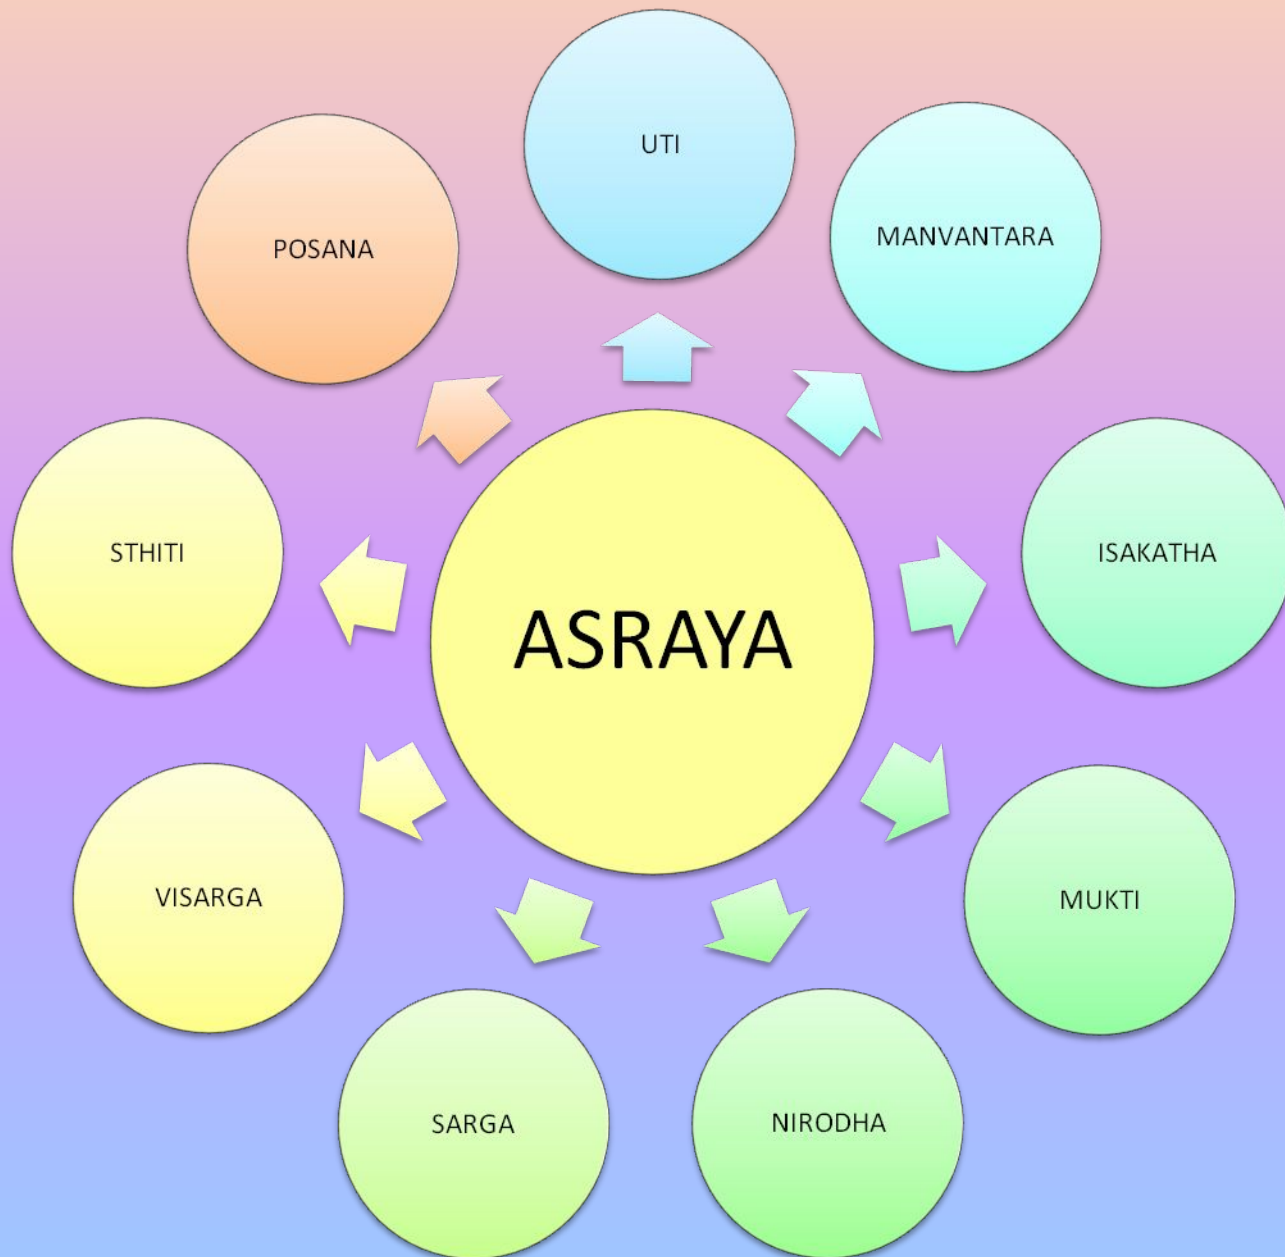 UTI
POSANA
MANVANTARA
STHITI
ISAKATHA
ASRAYA
VISARGA
MUKTI
SARGA
NIRODHA